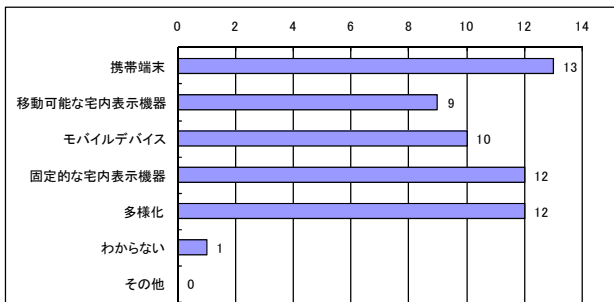 0 2 4 6 8 10 12 14
携帯端末 13
移動可能な宅内表示機器 9
モバイルデバイス 10
固定的な宅内表示機器 12
多様化 12
わからない 1
その他 0